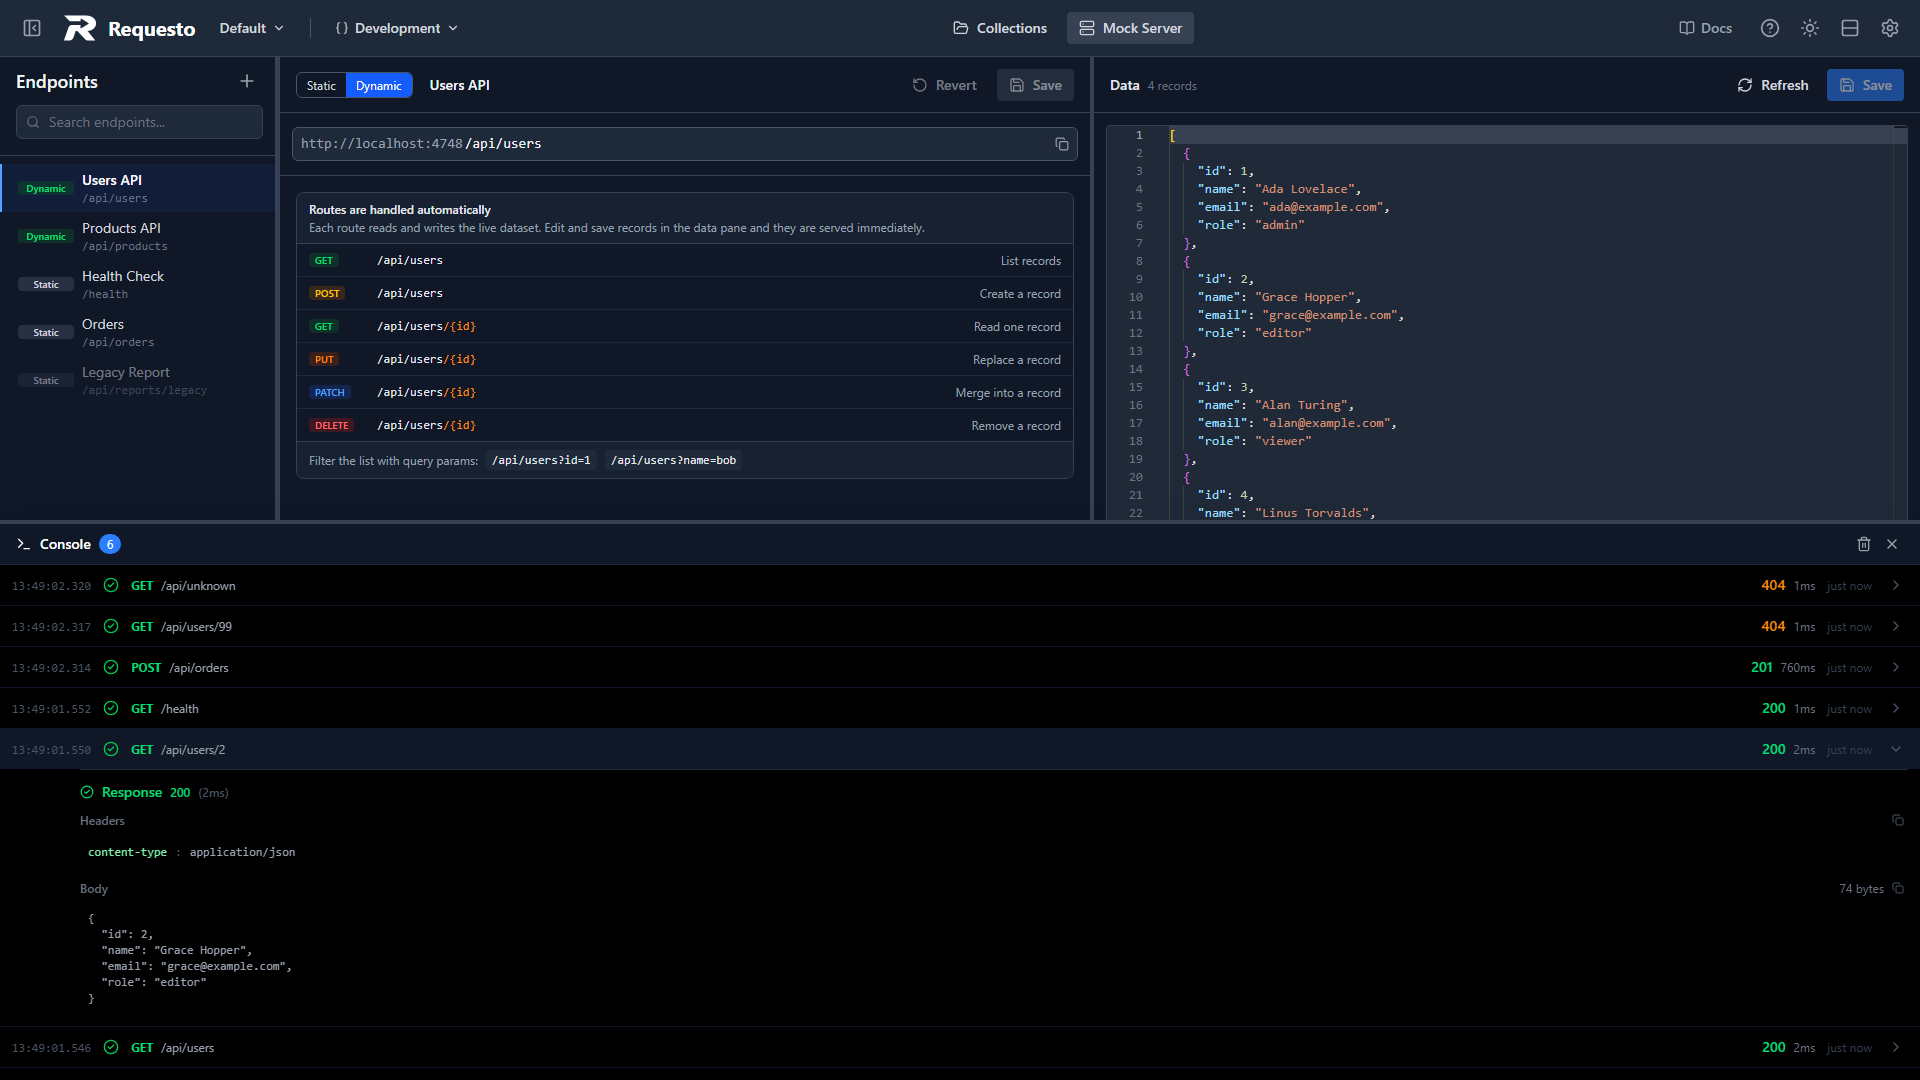 Requesto
Default
{} Development
Collections
Mock Server
Docs
Endpoints
Search endpoints...
Dynamic
Users API
/api/users
Dynamic
Products API
/api/products
Static
Health Check
/health
Static
Orders
/api/orders
Static
Legacy Report
/api/reports/legacy
Static
Dynamic
Users API
Revert
Save
http://localhost:4748/api/users
Routes are handled automatically
Each route reads and writes the live dataset. Edit and save records in the data pane and they are served immediately.
GET /api/users List records
POST /api/users Create a record
GET /api/users/{id} Read one record
PUT /api/users/{id} Replace a record
PATCH /api/users/{id} Merge into a record
DELETE /api/users/{id} Remove a record
Filter the list with query params: /api/users?id=1 /api/users?name=bob
Data 4 records
Refresh
Save
1 [
2 {
3 "id": 1,
4 "name": "Ada Lovelace",
5 "email": "ada@example.com",
6 "role": "admin"
7 },
8 {
9 "id": 2,
10 "name": "Grace Hopper",
11 "email": "grace@example.com",
12 "role": "editor"
13 },
14 {
15 "id": 3,
16 "name": "Alan Turing",
17 "email": "alan@example.com",
18 "role": "viewer"
19 },
20 {
21 "id": 4,
22 "name": "Linus Torvalds",
Console 6
13:49:02.320 GET /api/unknown 404 1ms just now
13:49:02.317 GET /api/users/99 404 1ms just now
13:49:02.314 POST /api/orders 201 760ms just now
13:49:01.552 GET /health 200 1ms just now
13:49:01.550 GET /api/users/2 200 2ms just now
Response 200 (2ms)
Headers
content-type : application/json
Body
74 bytes
{
"id": 2,
"name": "Grace Hopper",
"email": "grace@example.com",
"role": "editor"
}
13:49:01.546 GET /api/users 200 2ms just now